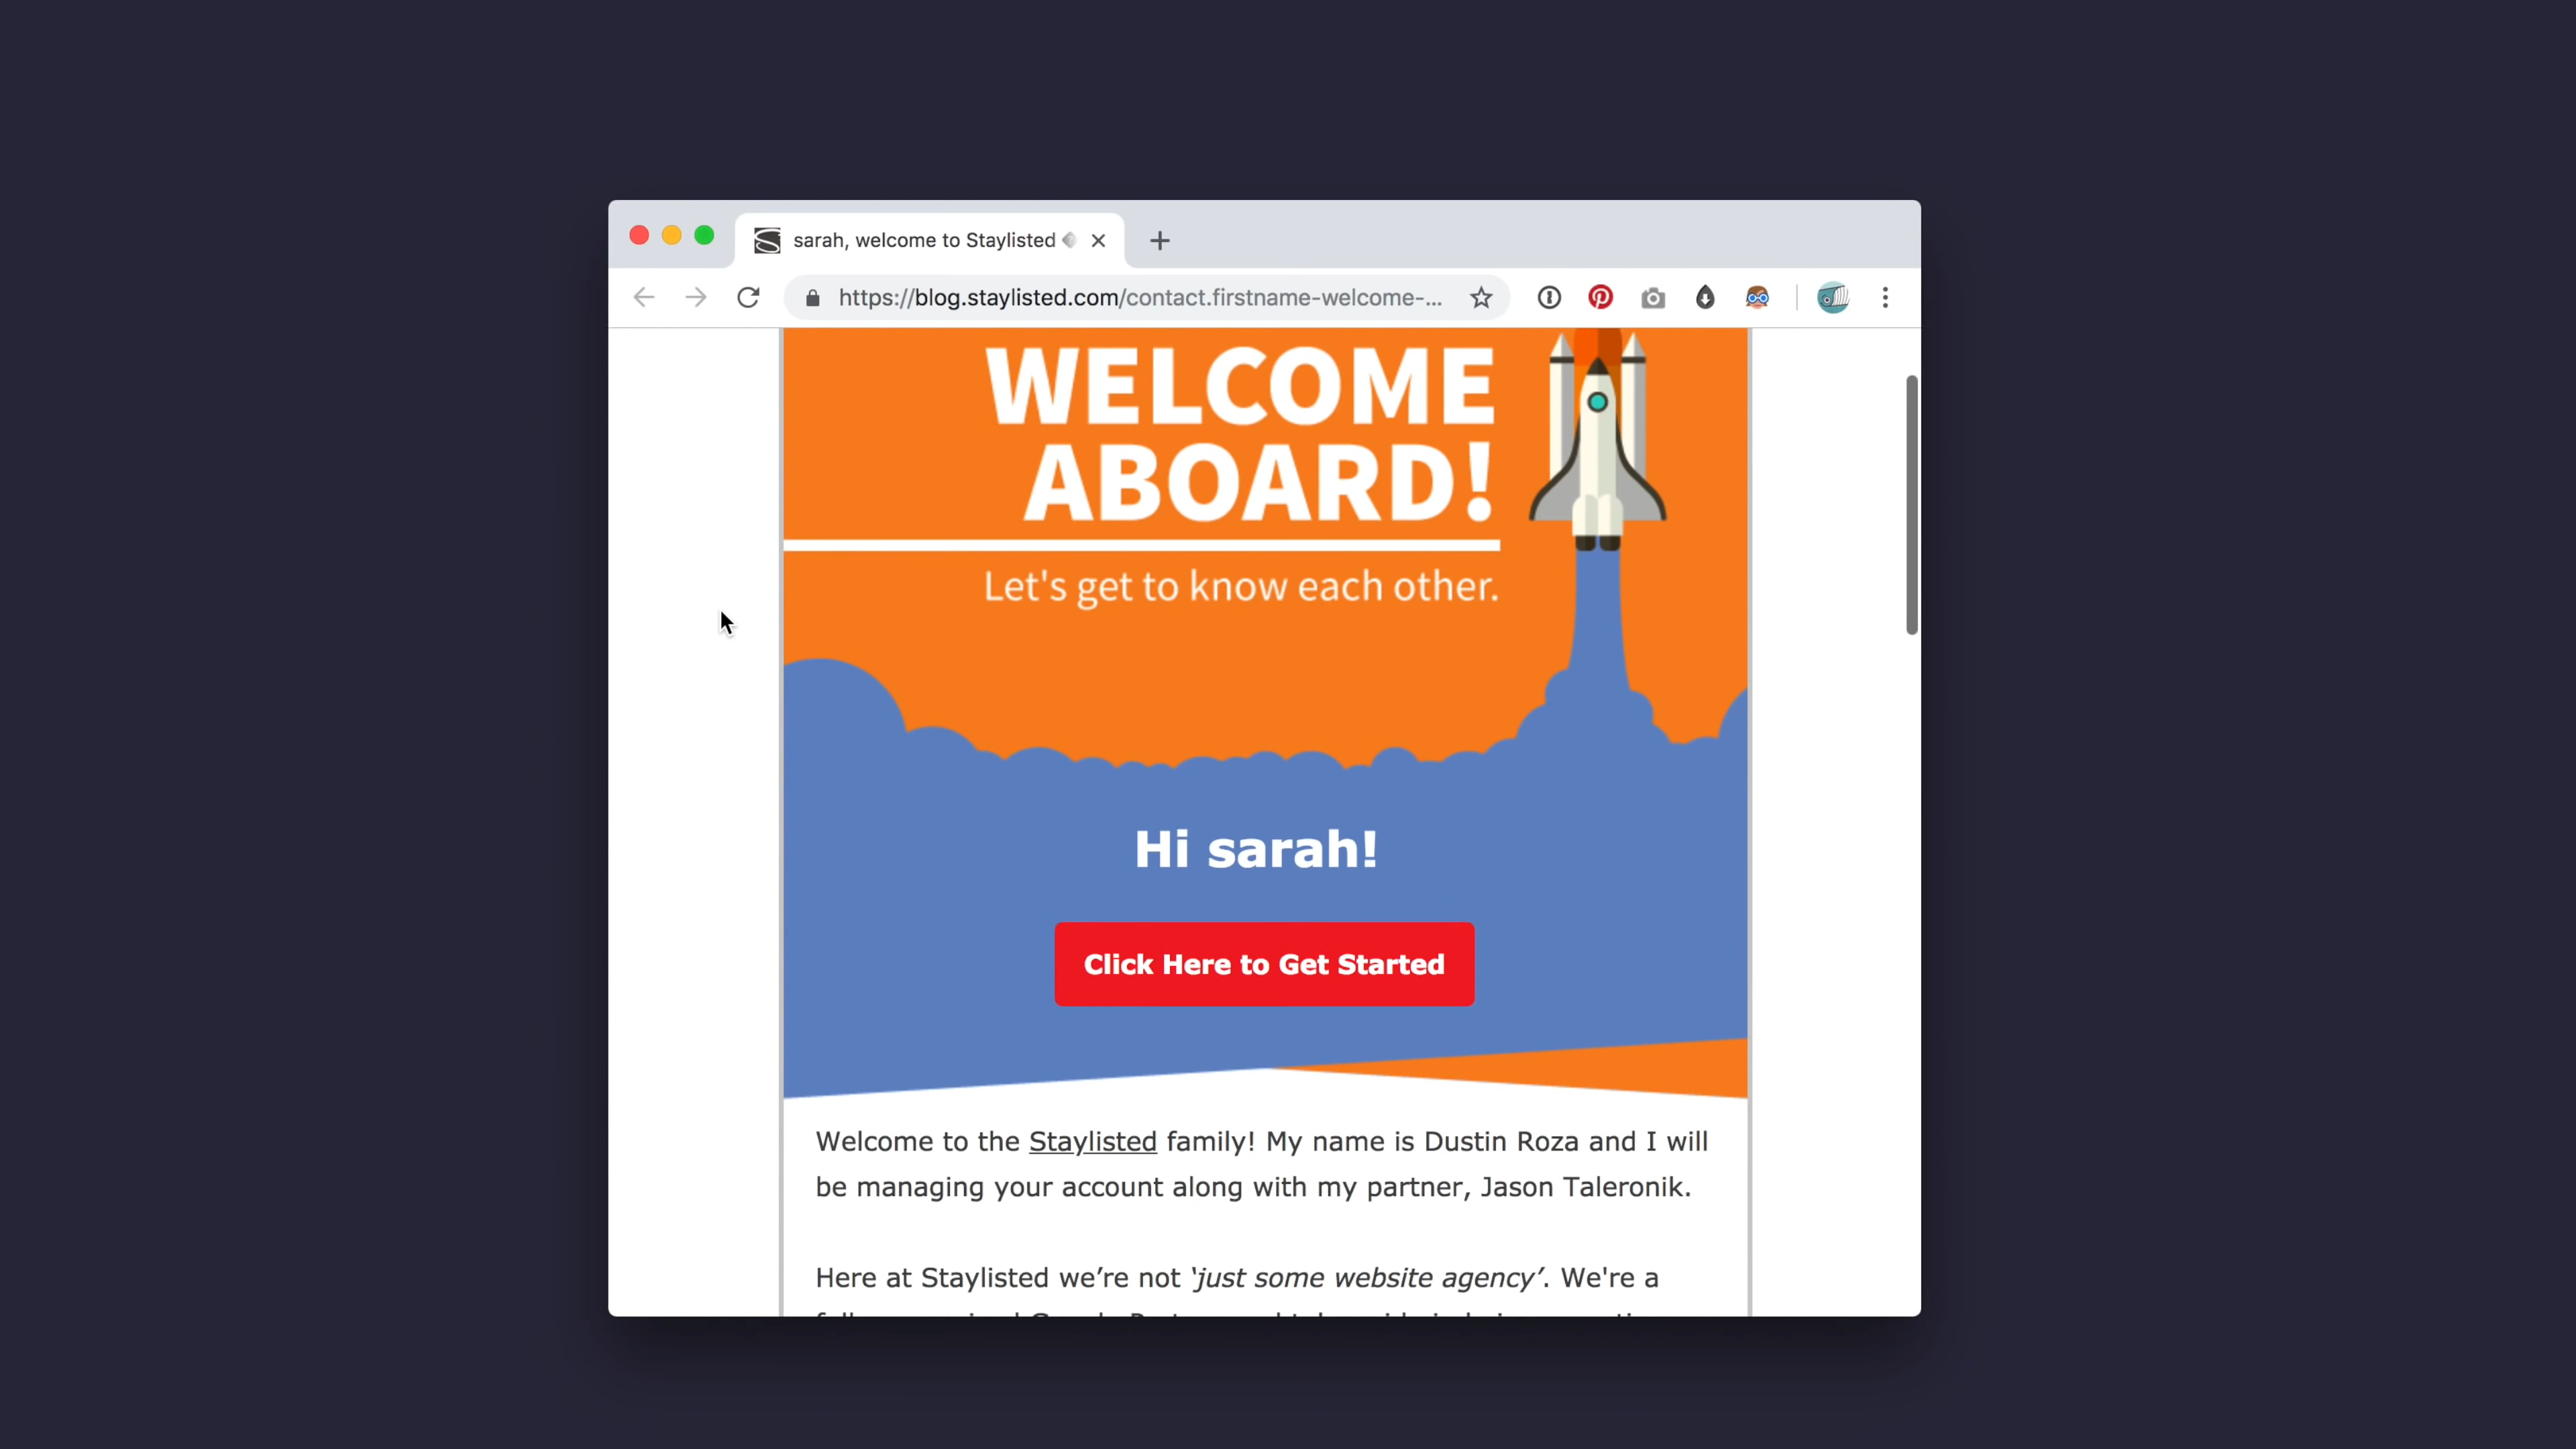 sarah, welcome to Staylisted
https://blog.staylisted.com/contact.firstname-welcome-...
WELCOME
ABOARD!
Let's get to know each other.
Hi sarah!
Click Here to Get Started
Welcome to the Staylisted family! My name is Dustin Roza and I will
be managing your account along with my partner, Jason Taleronik.
Here at Staylisted we’re not ‘just some website agency’. We're a